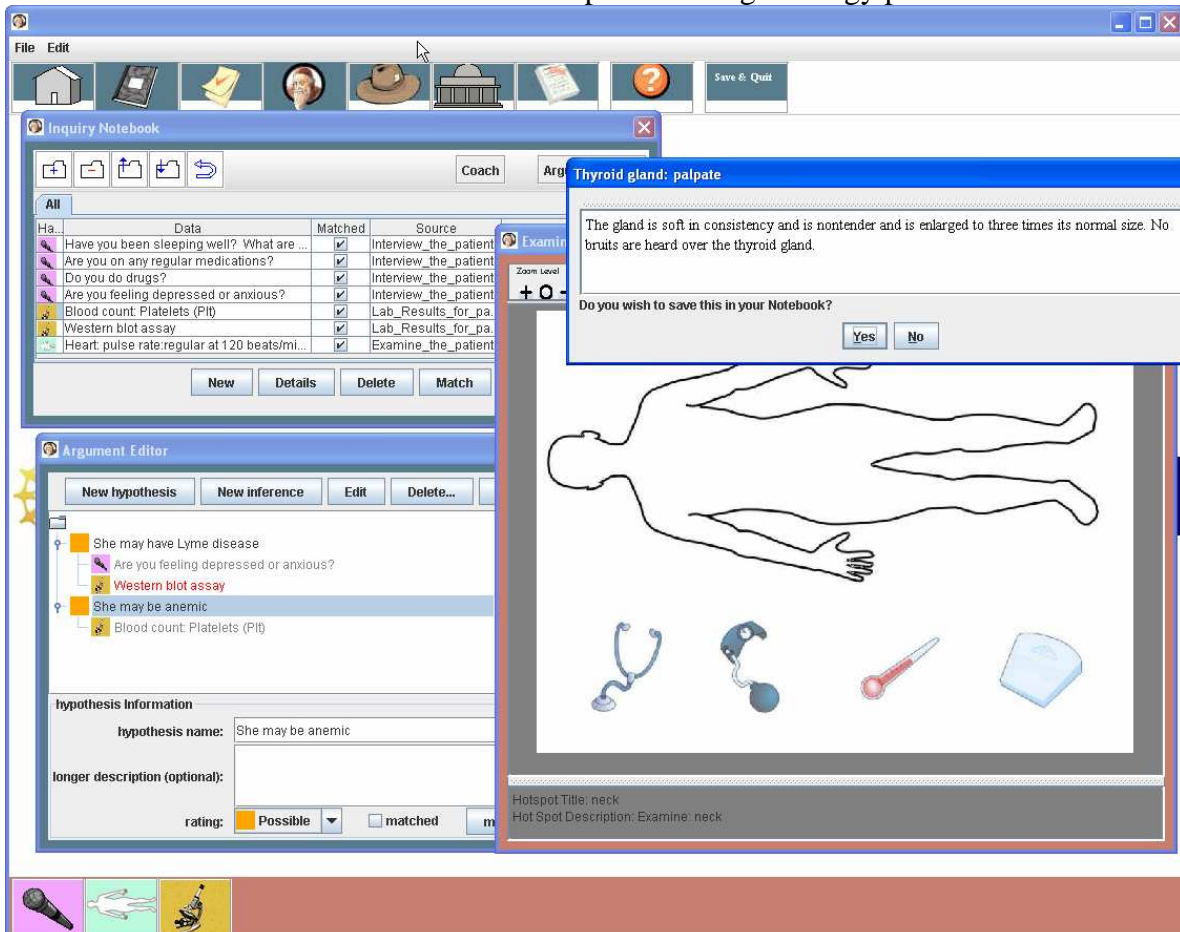 File Edit
Save & Quit
Inquiry Notebook
Coach
All
Ha... Data Matched Source
Have you been sleeping well? What are ... Interview_the_patient
Are you on any regular medications? Interview_the_patient
Do you do drugs? Interview_the_patient
Are you feeling depressed or anxious? Interview_the_patient
Blood count: Platelets (Plt) Lab_Results_for_pa.
Western blot assay Lab_Results_for_pa.
Heart: pulse rate:regular at 120 beats/mi... Examine_the_patient
New Details Delete Match
Thyroid gland: palpate
The gland is soft in consistency and is nontender and is enlarged to three times its normal size. No
bruits are heard over the thyroid gland.
Do you wish to save this in your Notebook?
Yes No
Zoom Level
+ O -
Argument Editor
New hypothesis New inference Edit Delete...
She may have Lyme disease
Are you feeling depressed or anxious?
Western blot assay
She may be anemic
Blood count: Platelets (Plt)
hypothesis Information
hypothesis name: She may be anemic
longer description (optional):
rating: Possible matched
Hotspot Title: neck
Hot Spot Description: Examine: neck